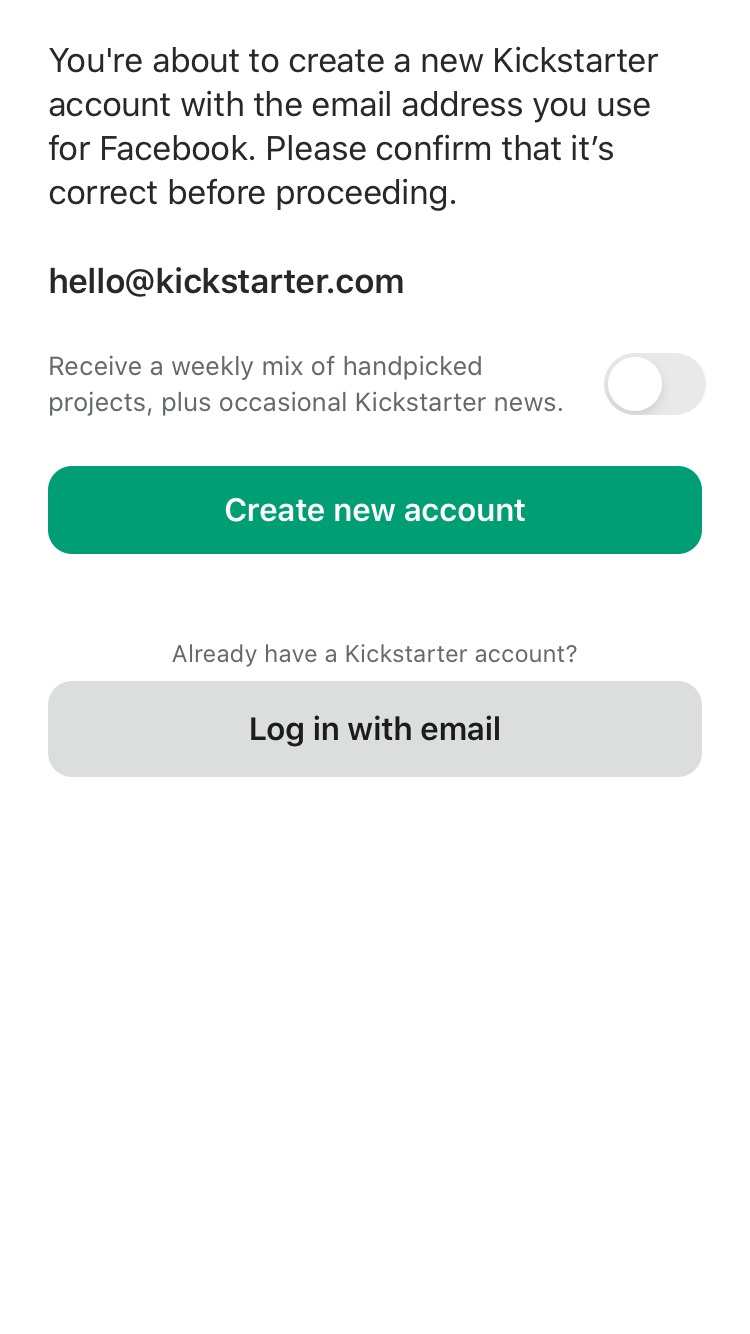 You're about to create a new Kickstarter
account with the email address you use
for Facebook. Please confirm that it’s
correct before proceeding.
hello@kickstarter.com
Receive a weekly mix of handpicked
projects, plus occasional Kickstarter news.
Create new account
Already have a Kickstarter account?
Log in with email